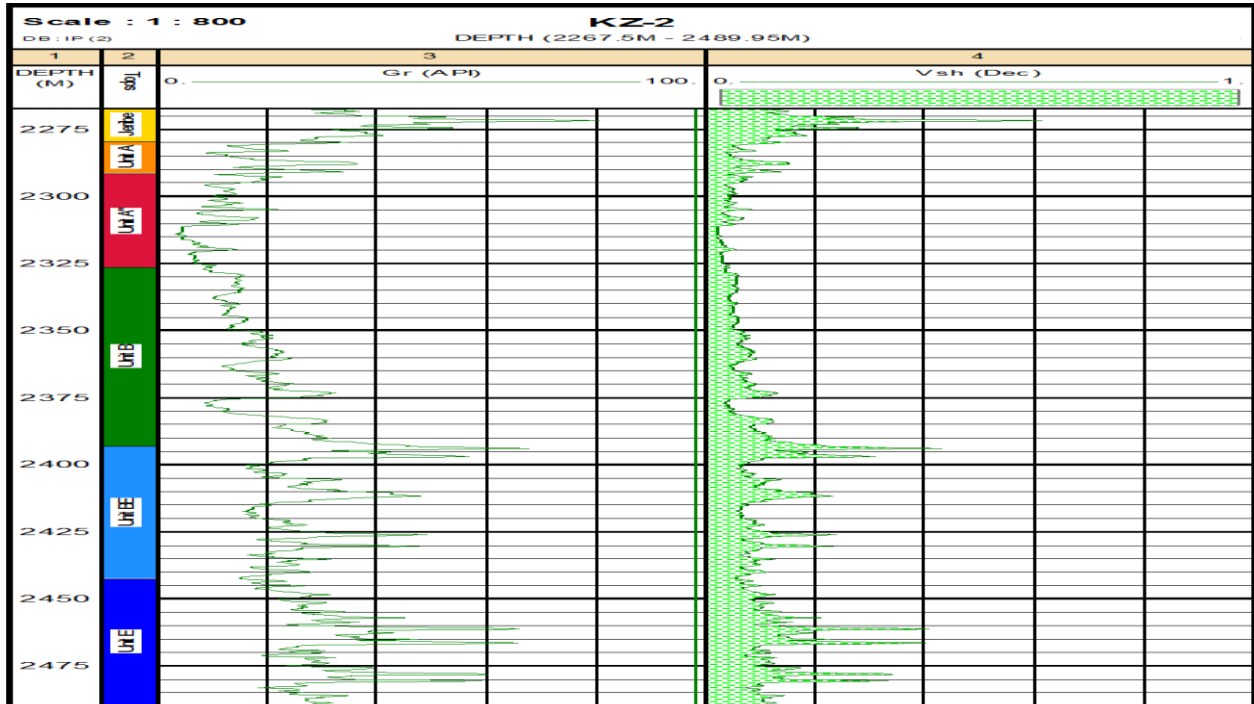 Scale : 1 : 800
KZ-2
DB : IP (2)
DEPTH (2267.5M - 2489.95M)
1 2 3 4
DEPTH (M)
Tops
0. Gr (API) 100.
0. Vsh (Dec) 1.
2275
Jeribe
Unit A
2300
Unit A"
2325
2350
Unit B
2375
2400
Unit BE
2425
2450
Unit E
2475